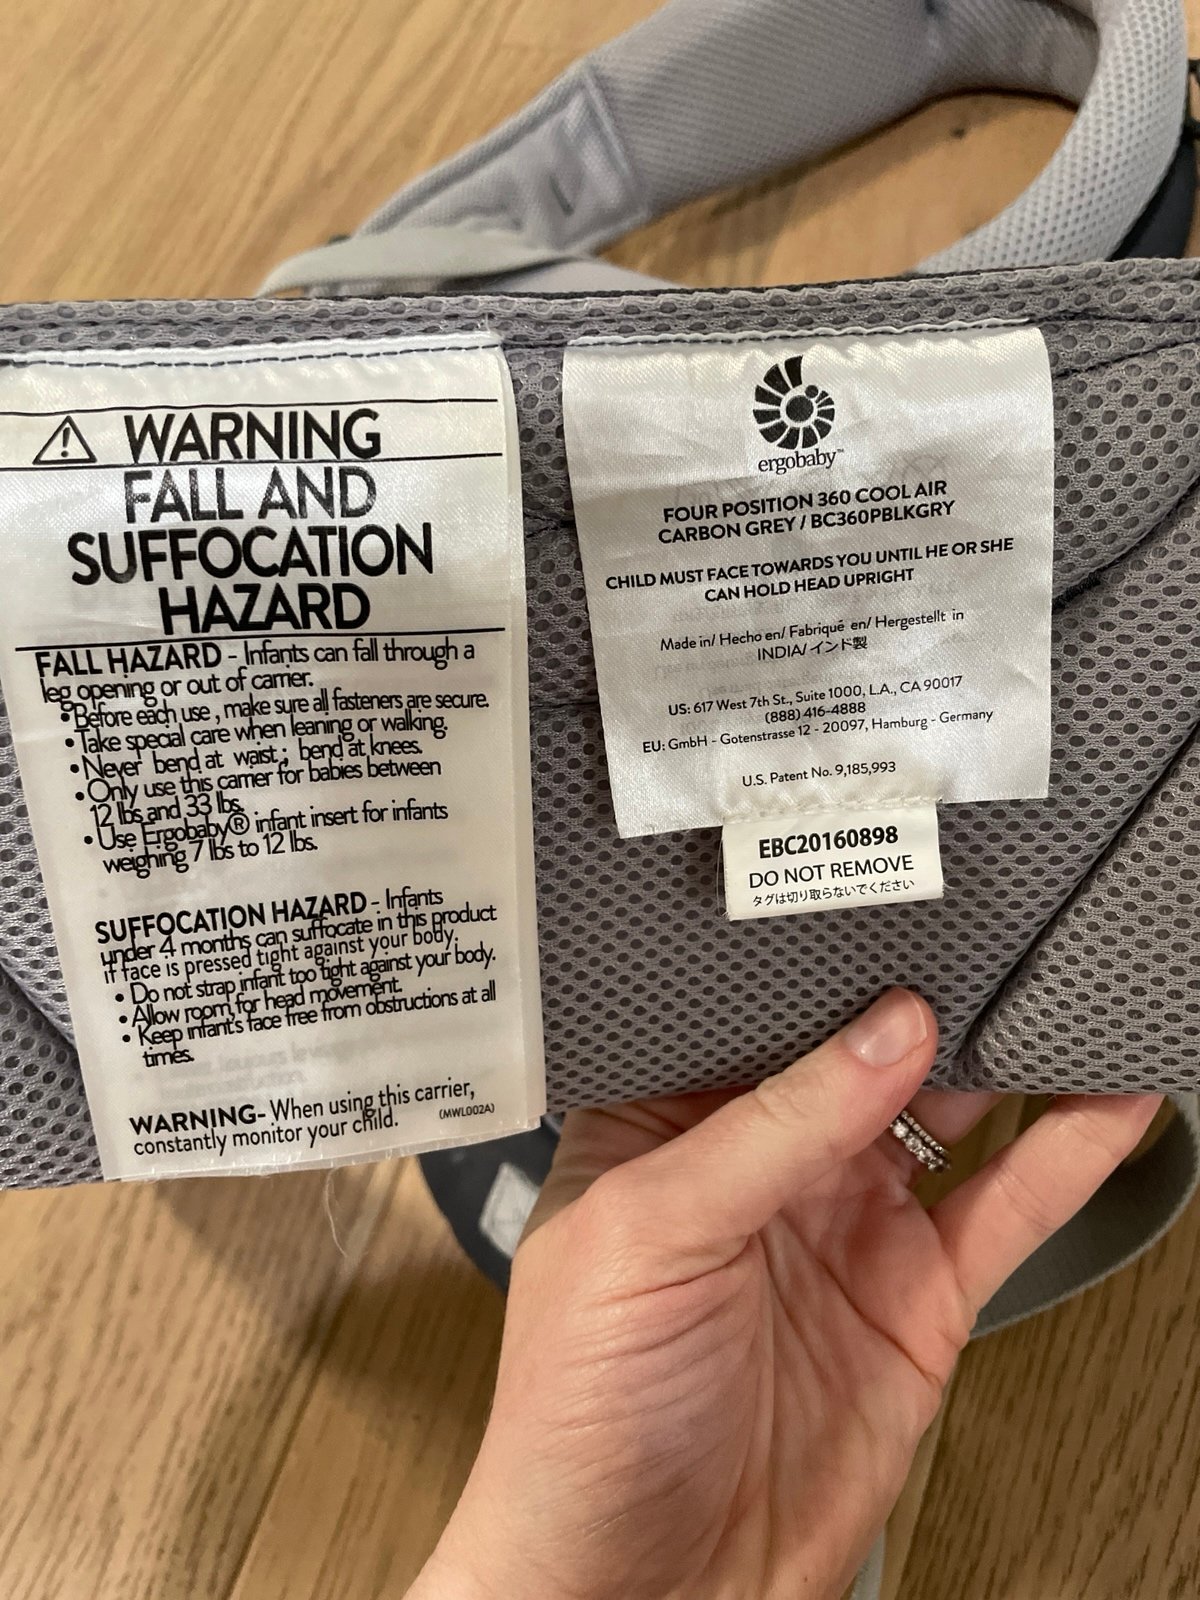 WARNING
FALL AND
SUFFOCATION
HAZARD
FALL HAZARD - Infants can fall through a
leg opening or out of carrier.
• Before each use, make sure all fasteners are secure.
• Take special care when leaning or walking.
• Never bend at waist; bend at knees.
• Only use this carrier for babies between
12 lbs and 33 lbs.
• Use Ergobaby® infant insert for infants
weighing 7 lbs to 12 lbs.
SUFFOCATION HAZARD - Infants
under 4 months can suffocate in this product
if face is pressed tight against your body.
• Do not strap infant too tight against your body.
• Allow room for head movement.
• Keep infant's face free from obstructions at all
times.
WARNING- When using this carrier,
constantly monitor your child. (MWL002A)
ergobaby™
FOUR POSITION 360 COOL AIR
CARBON GREY / BC360PBLKGRY
CHILD MUST FACE TOWARDS YOU UNTIL HE OR SHE
CAN HOLD HEAD UPRIGHT
Made in/ Hecho en/ Fabriqué en/ Hergestellt in
INDIA/ インド製
US: 617 West 7th St., Suite 1000, L.A., CA 90017
(888) 416-4888
EU: GmbH - Gotenstrasse 12 - 20097, Hamburg - Germany
U.S. Patent No. 9,185,993
EBC20160898
DO NOT REMOVE
タグは切り取らないでください